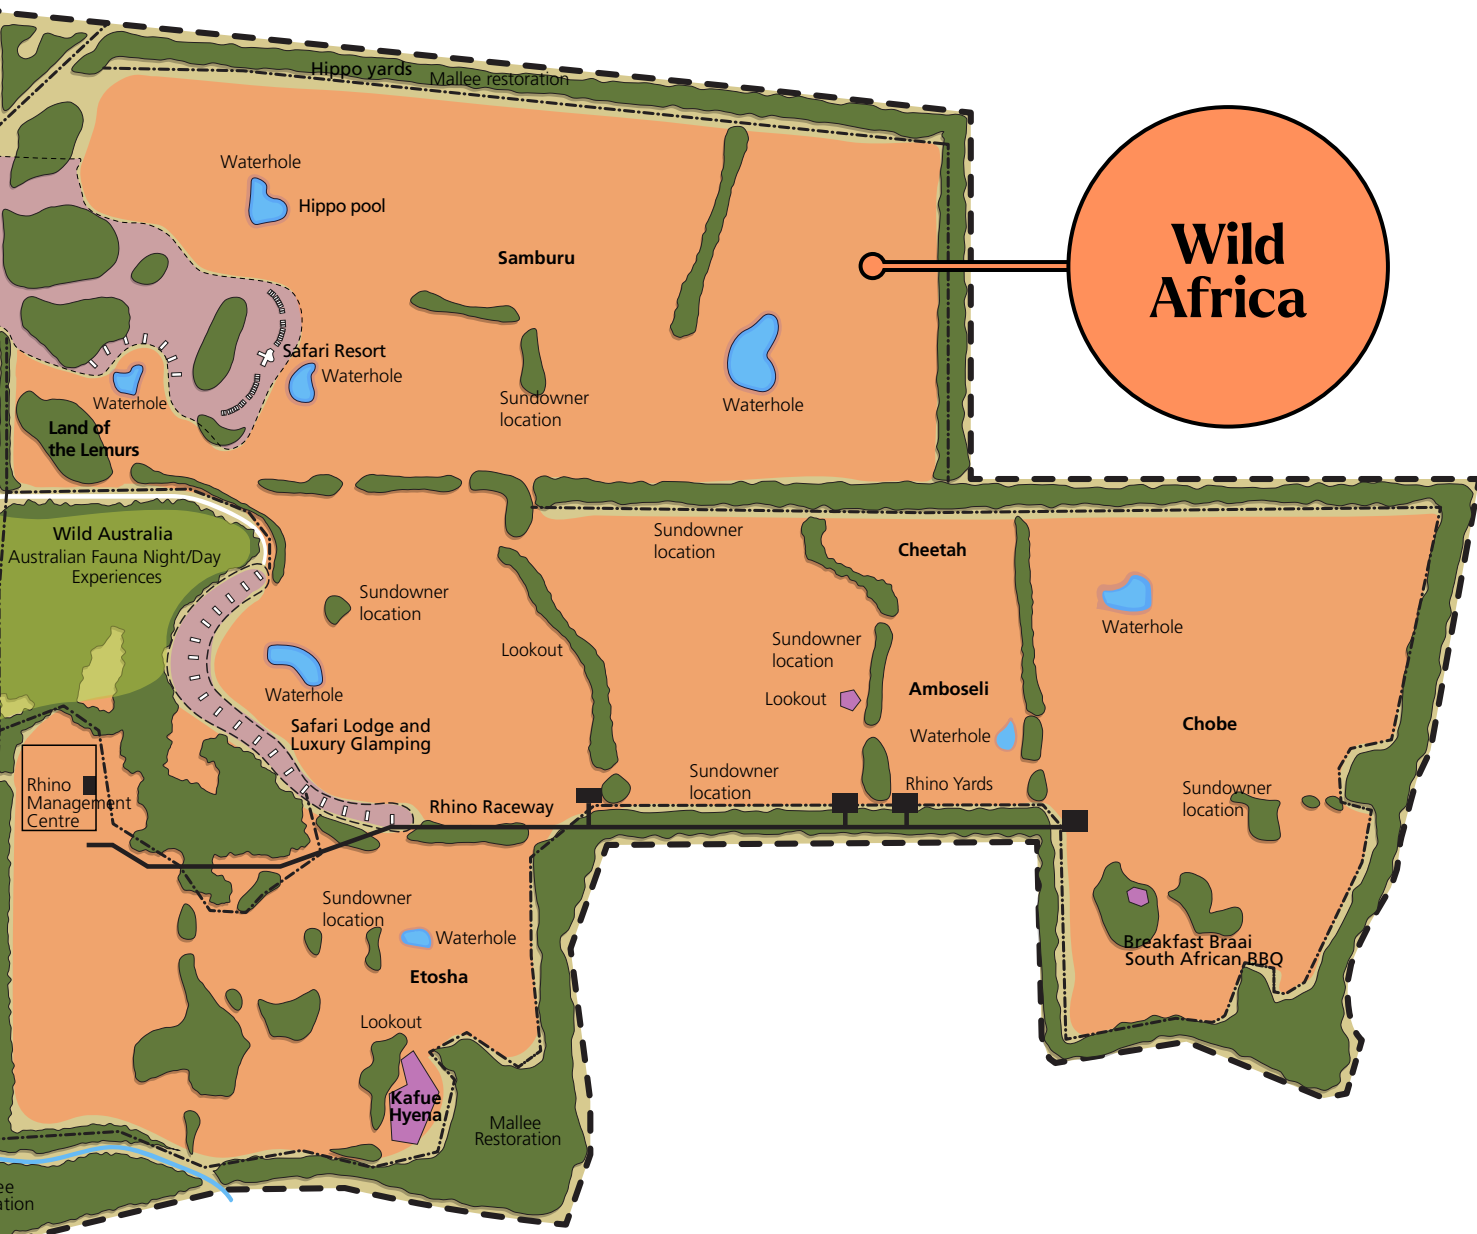 Hippo yards
Mallee restoration
Waterhole
Hippo pool
Samburu
Wild
Africa
Safari Resort
Waterhole
Waterhole
Sundowner
location
Waterhole
Land of
the Lemurs
Wild Australia
Australian Fauna Night/Day
Experiences
Sundowner
location
Cheetah
Sundowner
location
Waterhole
Lookout
Sundowner
location
Waterhole
Lookout
Amboseli
Safari Lodge and
Luxury Glamping
Waterhole
Chobe
Rhino
Management
Centre
Sundowner
location
Rhino Yards
Sundowner
location
Rhino Raceway
Sundowner
location
Waterhole
Etosha
Breakfast Braai
South African BBQ
Lookout
Kafue
Hyena
Mallee
Restoration
ee
ation